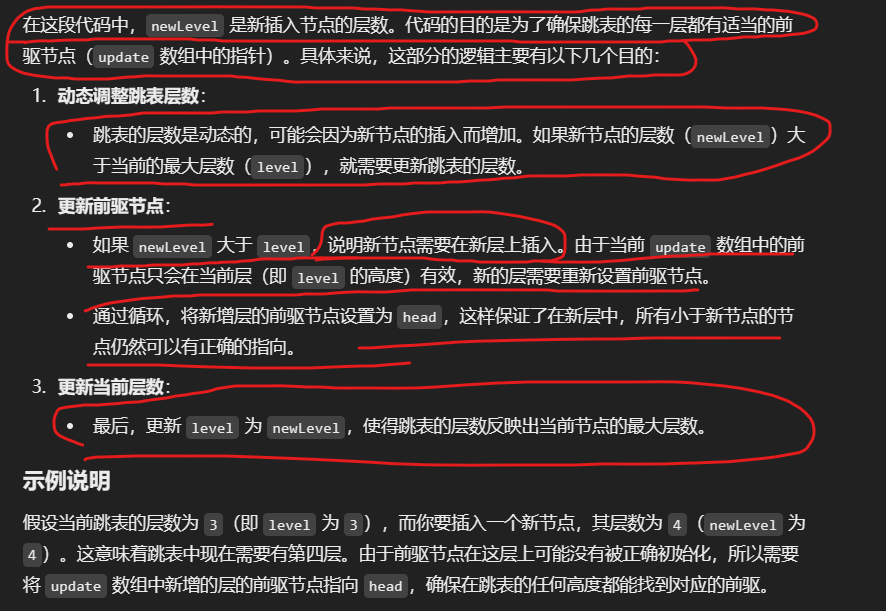 在这段代码中，newLevel 是新插入节点的层数。代码的目的是为了确保跳表的每一层都有适当的前
驱节点（update 数组中的指针）。具体来说，这部分的逻辑主要有以下几个目的：
1. 动态调整跳表层数：
• 跳表的层数是动态的，可能会因为新节点的插入而增加。如果新节点的层数（newLevel）大
于当前的最大层数（level），就需要更新跳表的层数。
2. 更新前驱节点：
• 如果 newLevel 大于 level，说明新节点需要在新层上插入。由于当前 update 数组中的前
驱节点只会在当前层（即 level 的高度）有效，新的层需要重新设置前驱节点。
• 通过循环，将新增层的前驱节点设置为 head，这样保证了在新层中，所有小于新节点的节
点仍然可以有正确的指向。
3. 更新当前层数：
• 最后，更新 level 为 newLevel，使得跳表的层数反映出当前节点的最大层数。
示例说明
假设当前跳表的层数为 3（即 level 为 3），而你要插入一个新节点，其层数为 4（newLevel 为
4）。这意味着跳表中现在需要有第四层。由于前驱节点在这层上可能没有被正确初始化，所以需要
将 update 数组中新增的层的前驱节点指向 head，确保在跳表的任何高度都能找到对应的前驱。